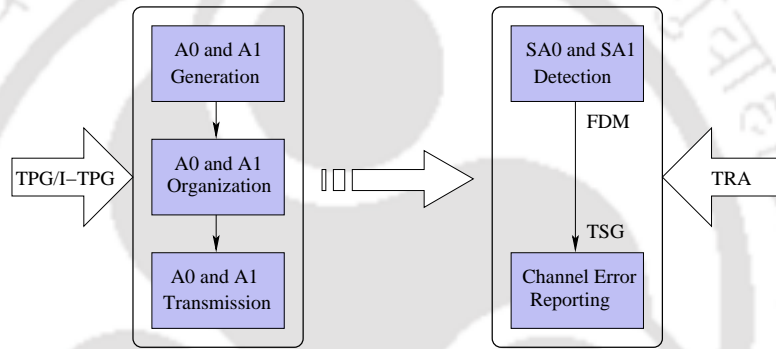 TPG/I–TPG
A0 and A1
Generation
A0 and A1
Organization
A0 and A1
Transmission
SA0 and SA1
Detection
FDM
TSG
Channel Error
Reporting
TRA